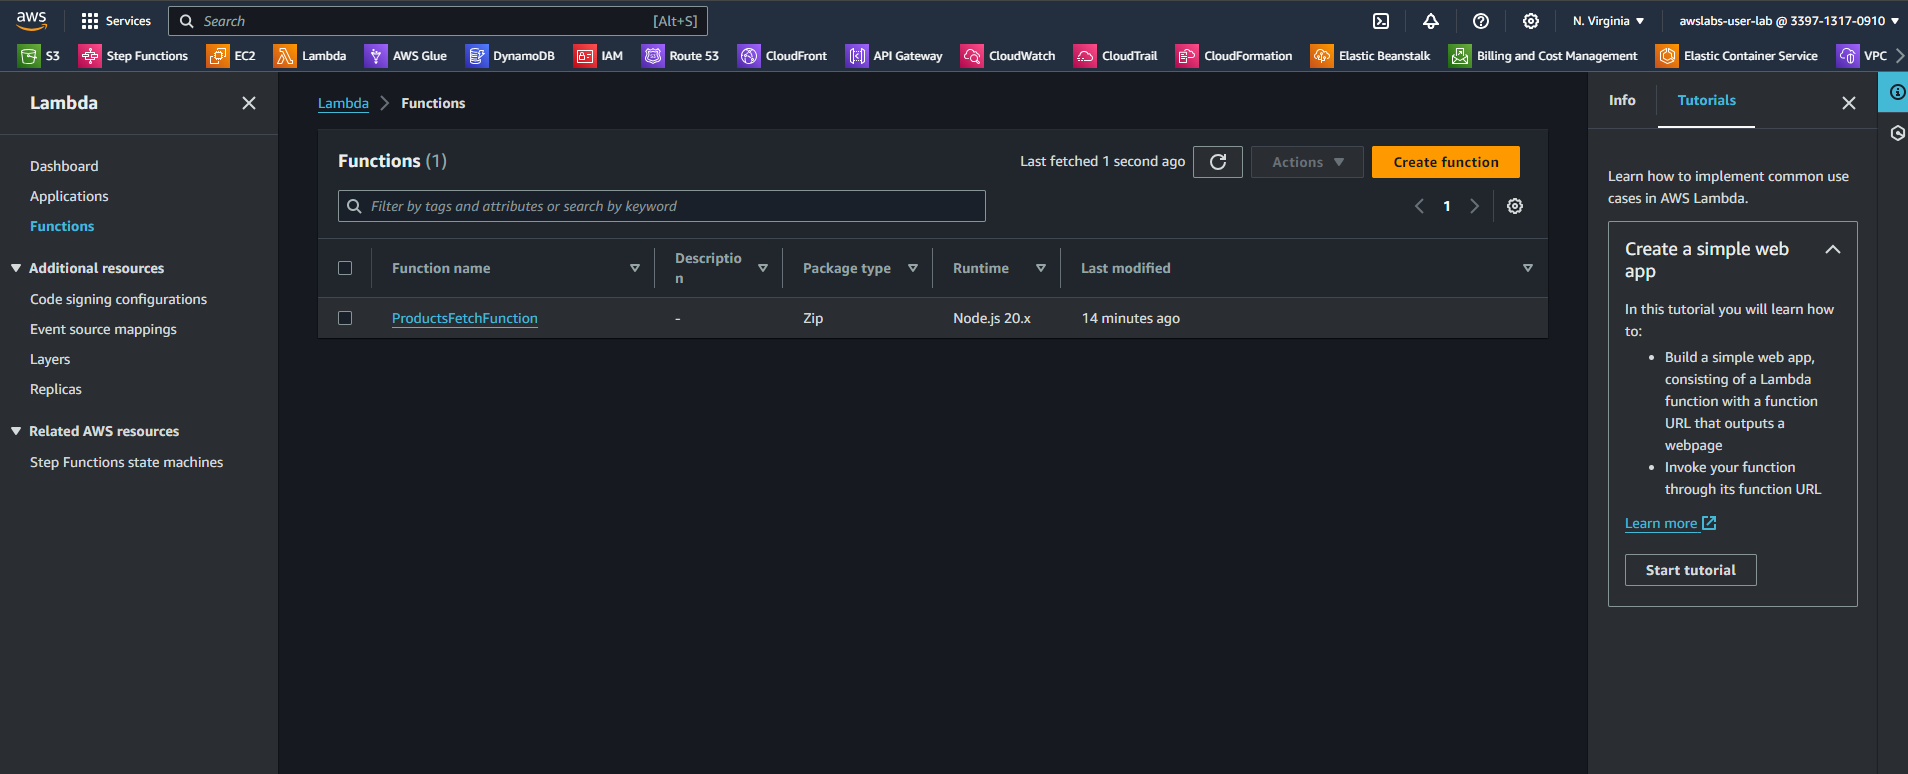 aws
Services
Search [Alt+S]
N. Virginia
awslabs-user-lab @ 3397-1317-0910
S3 Step Functions EC2 Lambda AWS Glue DynamoDB IAM Route 53 CloudFront API Gateway CloudWatch CloudTrail CloudFormation Elastic Beanstalk Billing and Cost Management Elastic Container Service VPC
Lambda
Dashboard
Applications
Functions
Additional resources
Code signing configurations
Event source mappings
Layers
Replicas
Related AWS resources
Step Functions state machines
Lambda Functions
Functions (1)
Last fetched 1 second ago
Actions
Create function
Filter by tags and attributes or search by keyword
1
Function name
Descriptio
n
Package type
Runtime
Last modified
ProductsFetchFunction - Zip Node.js 20.x 14 minutes ago
Info
Tutorials
Learn how to implement common use
cases in AWS Lambda.
Create a simple web
app
In this tutorial you will learn how
to:
• Build a simple web app,
consisting of a Lambda
function with a function
URL that outputs a
webpage
• Invoke your function
through its function URL
Learn more
Start tutorial